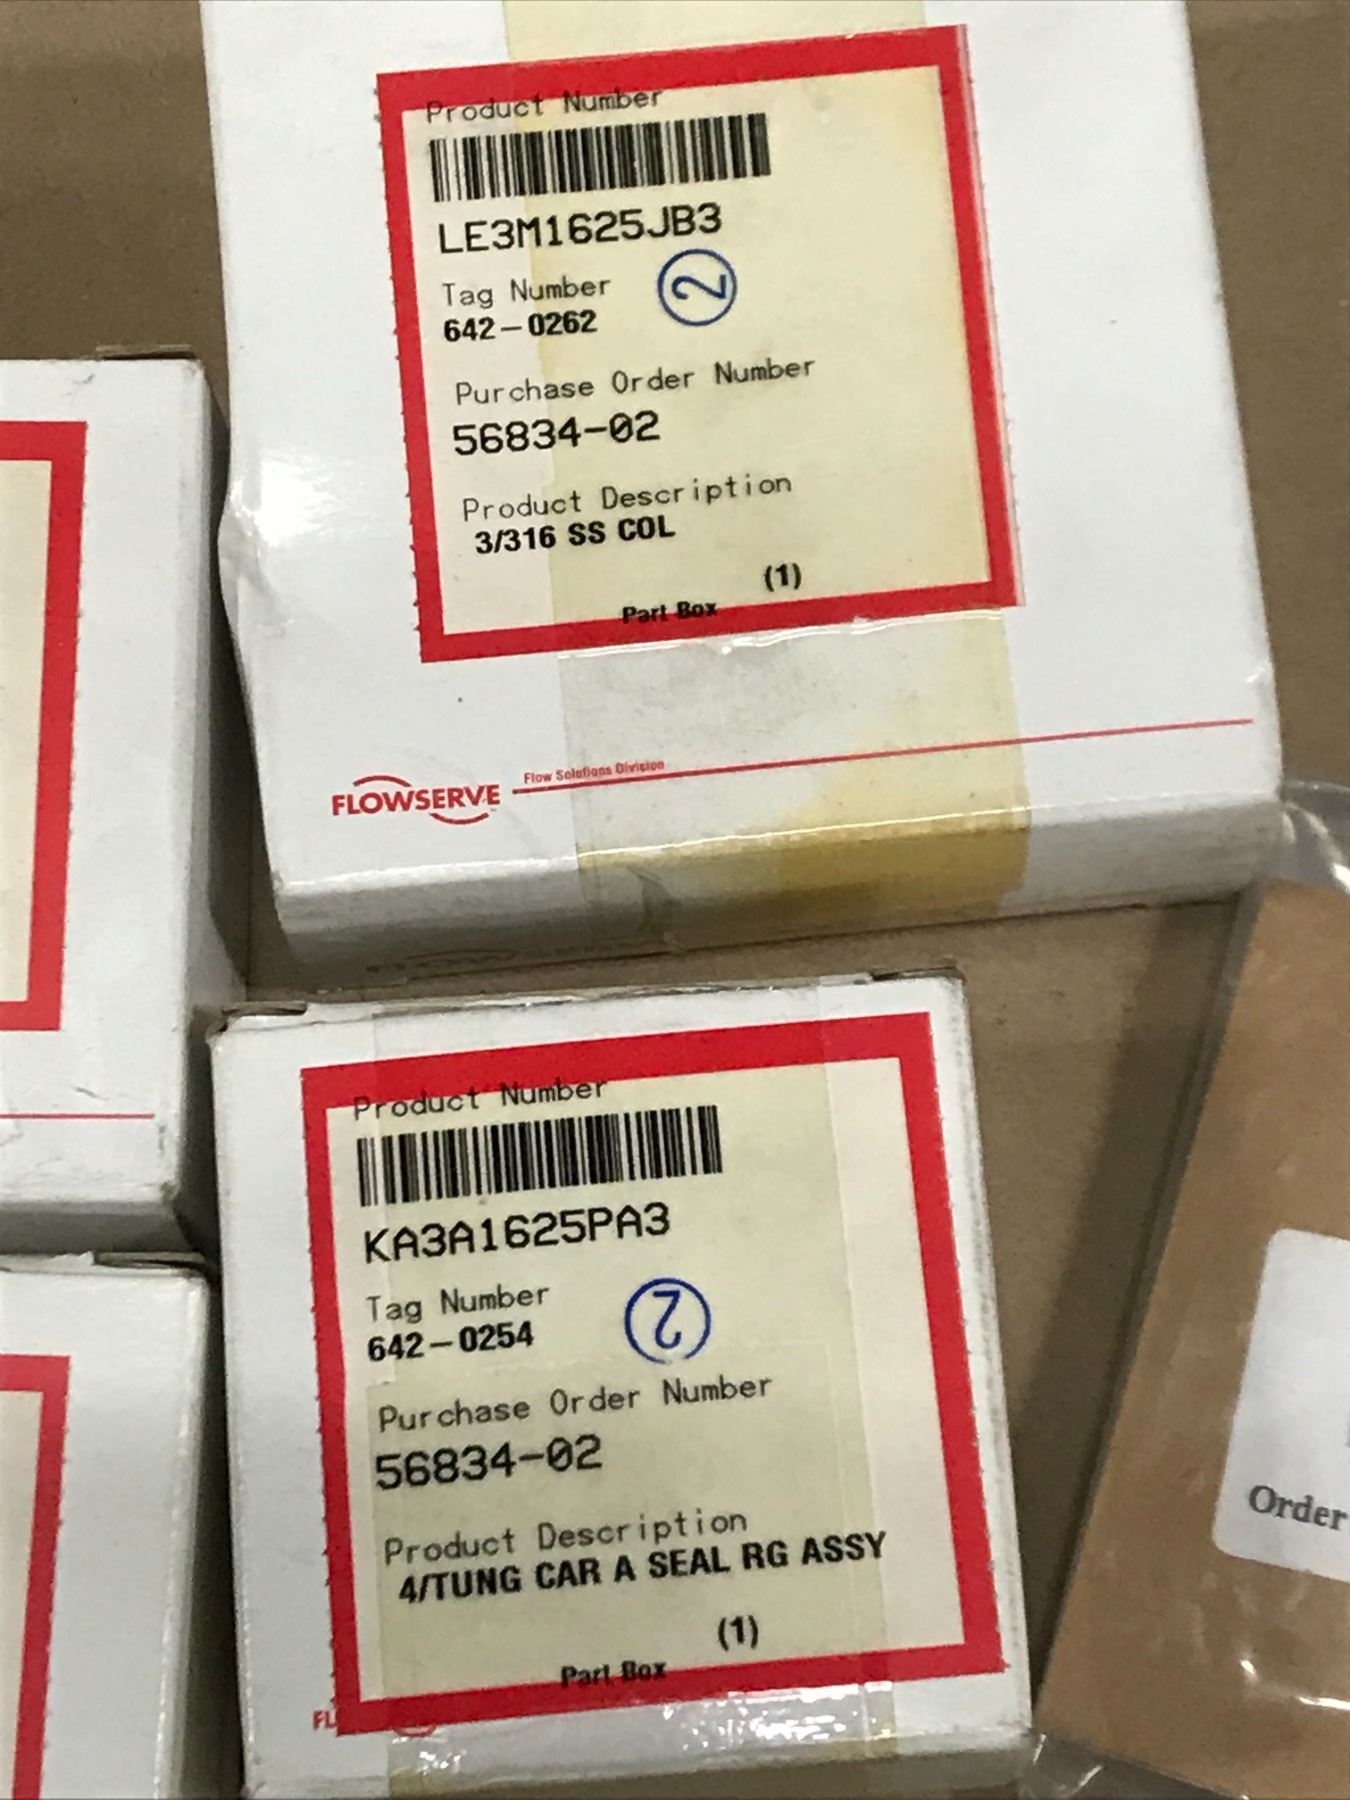 Product Number
LE3M1625JB3
Tag Number
2
642-0262
Purchase Order Number
56834-02
Product Description
3/316 SS COL
(1)
Part Box
FLOWSERVE
Flow Solutions Division
Product Number
KA3A1625PA3
Tag Number
2
642-0254
Purchase Order Number
56834-02
Product Description
4/TUNG CAR A SEAL RG ASSY
(1)
Part Box
FL
Order